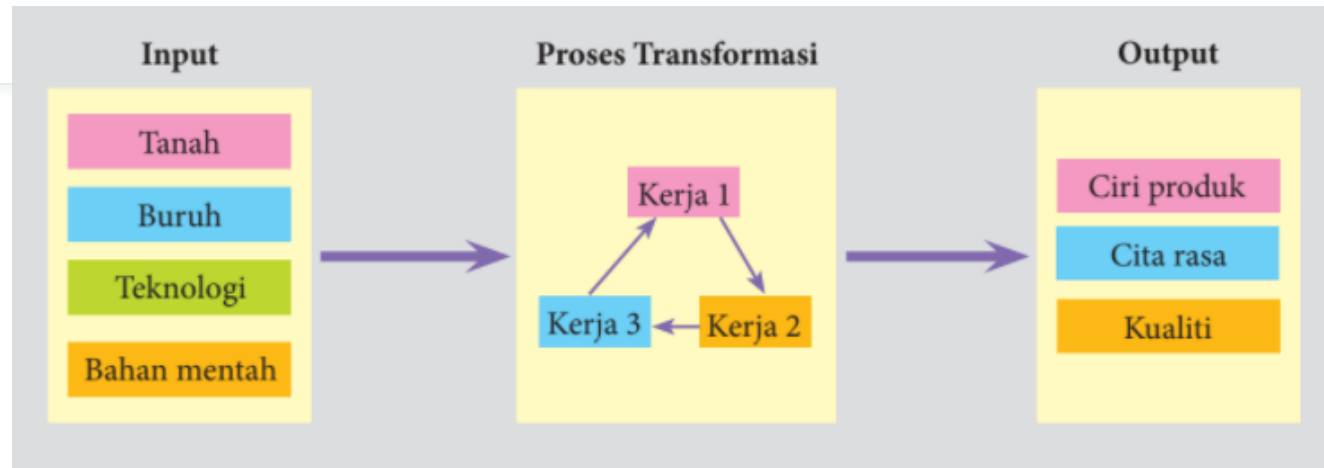 Input
Tanah
Buruh
Teknologi
Bahan mentah
Proses Transformasi
Kerja 1
Kerja 3
Kerja 2
Output
Ciri produk
Cita rasa
Kualiti